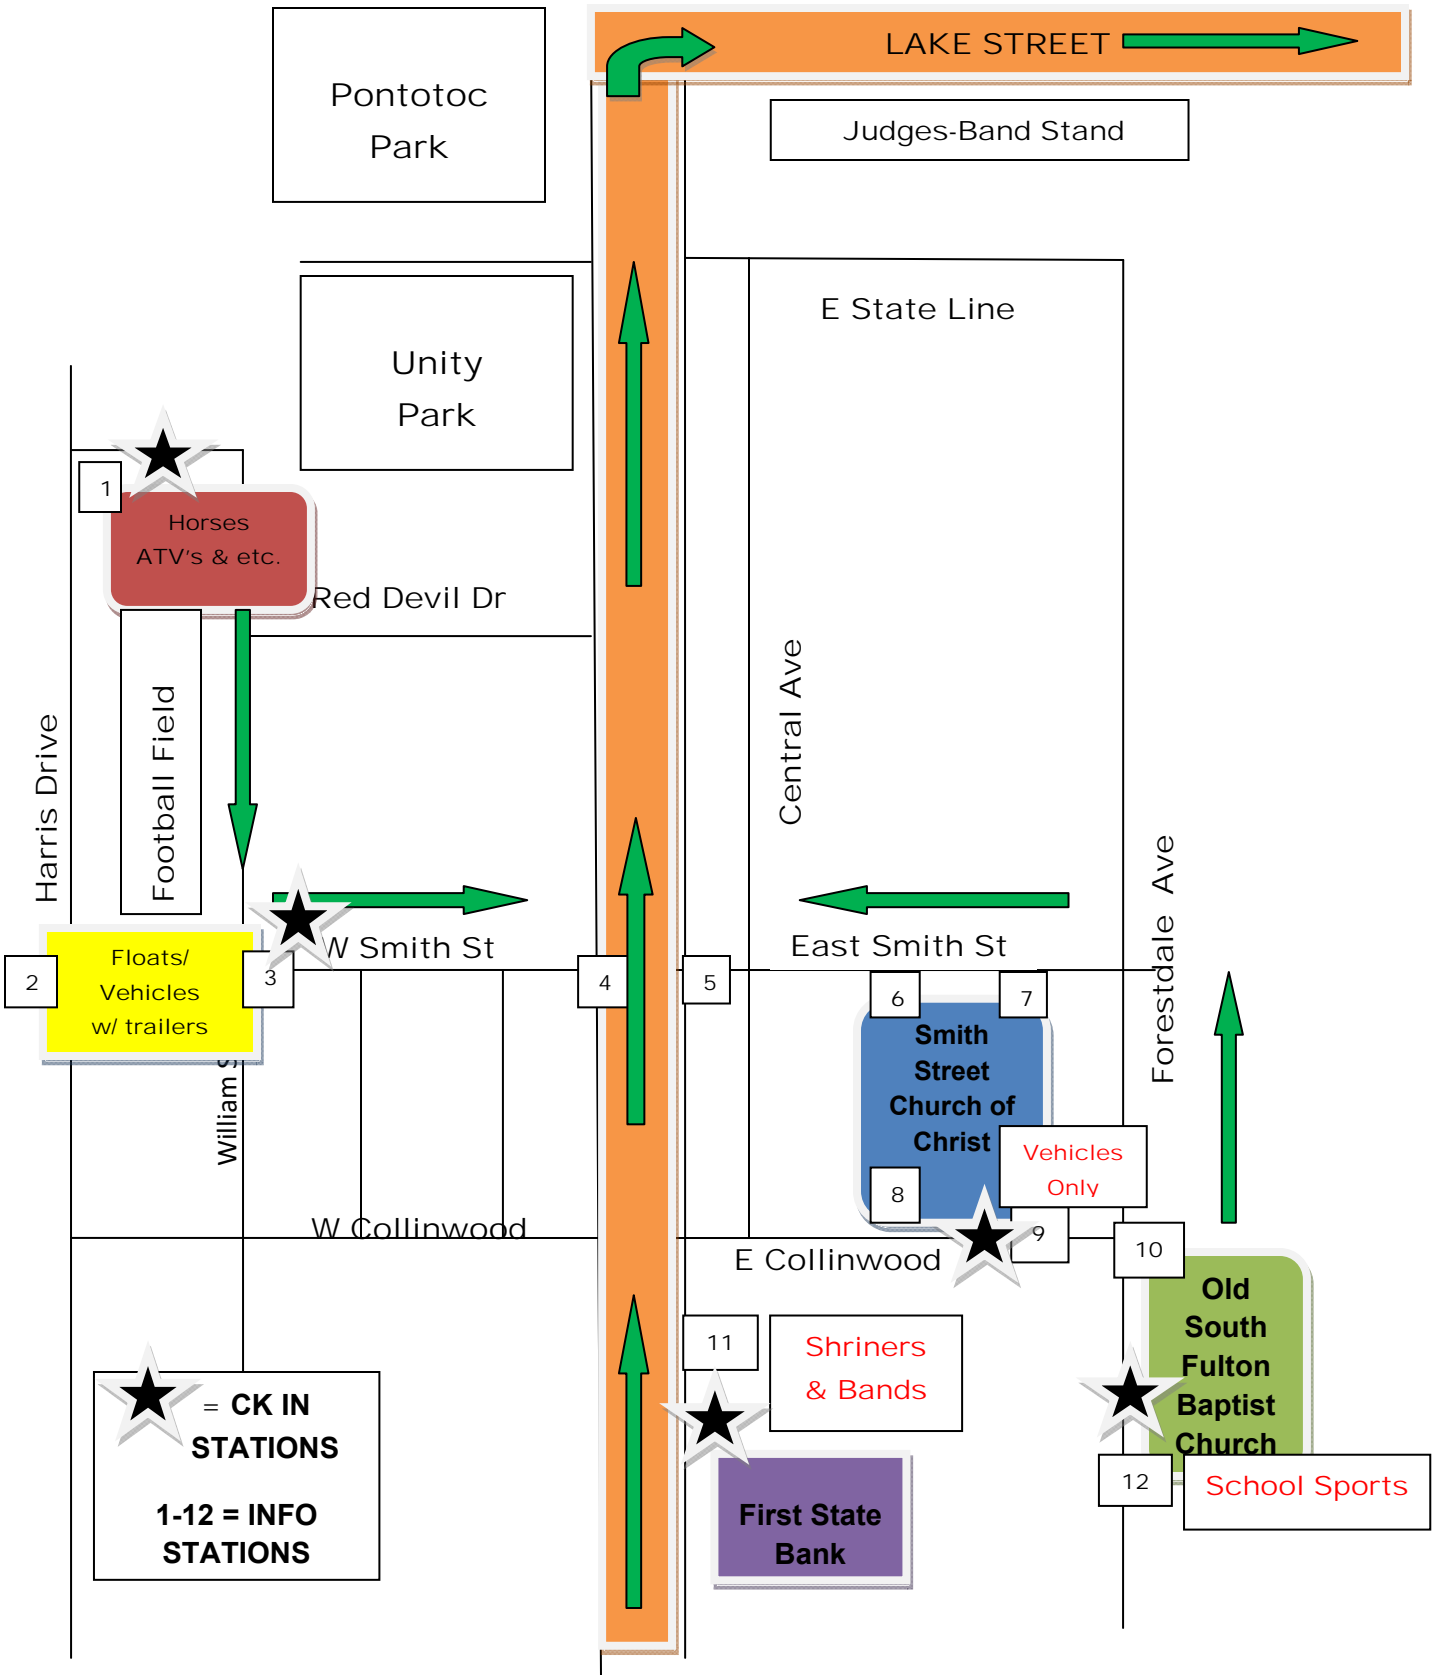 LAKE STREET
Pontotoc
Park
Judges-Band Stand
E State Line
Unity
Park
1
Horses
ATV's & etc.
Red Devil Dr
Harris Drive
Football Field
Central Ave
Forestdale Ave
W Smith St
East Smith St
2
Floats/
Vehicles
w/ trailers
3
4
5
6
7
William S
Smith
Street
Church of
Christ
Vehicles
Only
8
9
10
W Collinwood
E Collinwood
11
Shriners
& Bands
Old
South
Fulton
Baptist
Church
12
School Sports
First State
Bank
= CK IN
STATIONS
1-12 = INFO
STATIONS